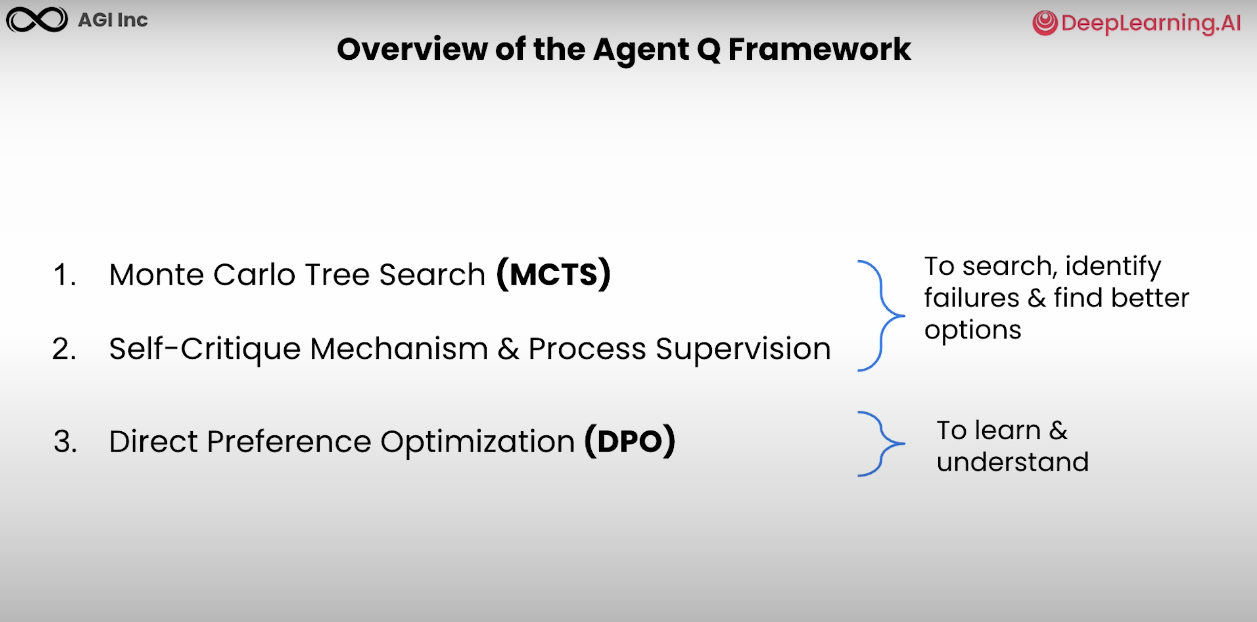 AGI Inc
DeepLearning.AI
Overview of the Agent Q Framework
1. Monte Carlo Tree Search (MCTS)
2. Self-Critique Mechanism & Process Supervision
To search, identify
failures & find better
options
3. Direct Preference Optimization (DPO)
To learn &
understand